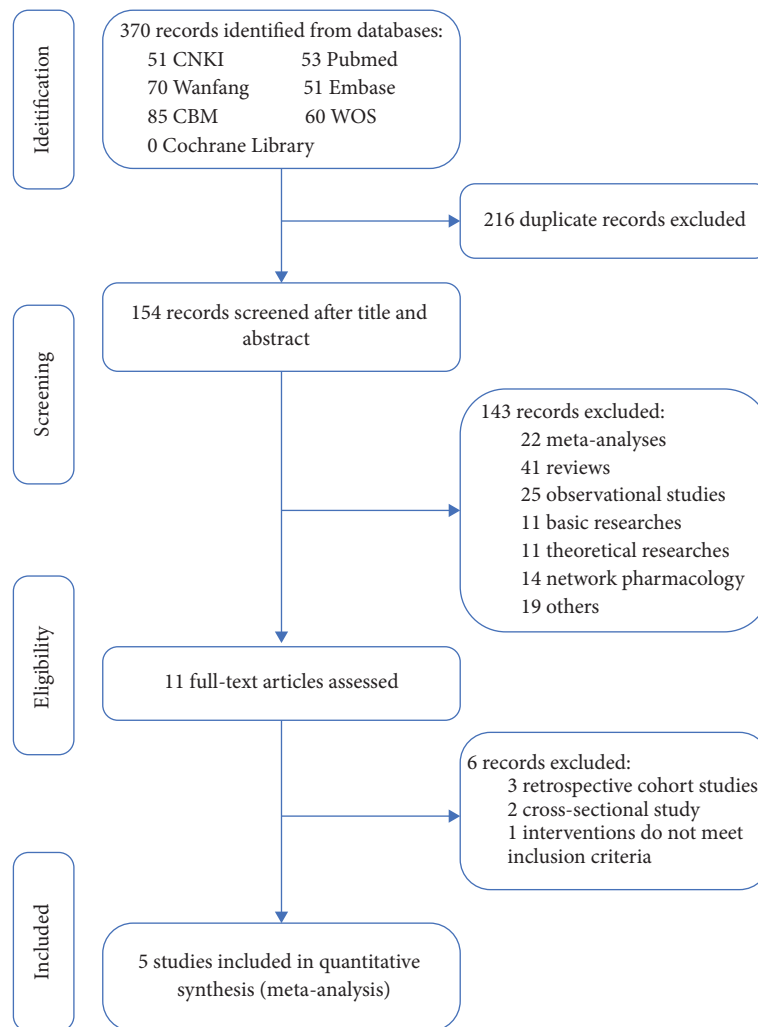 Ideitification
370 records identified from databases:
51 CNKI 53 Pubmed
70 Wanfang 51 Embase
85 CBM 60 WOS
0 Cochrane Library
216 duplicate records excluded
Screening
154 records screened after title and
abstract
143 records excluded:
22 meta-analyses
41 reviews
25 observational studies
11 basic researches
11 theoretical researches
14 network pharmacology
19 others
Eligibility
11 full-text articles assessed
6 records excluded:
3 retrospective cohort studies
2 cross-sectional study
1 interventions do not meet
inclusion criteria
Included
5 studies included in quantitative
synthesis (meta-analysis)